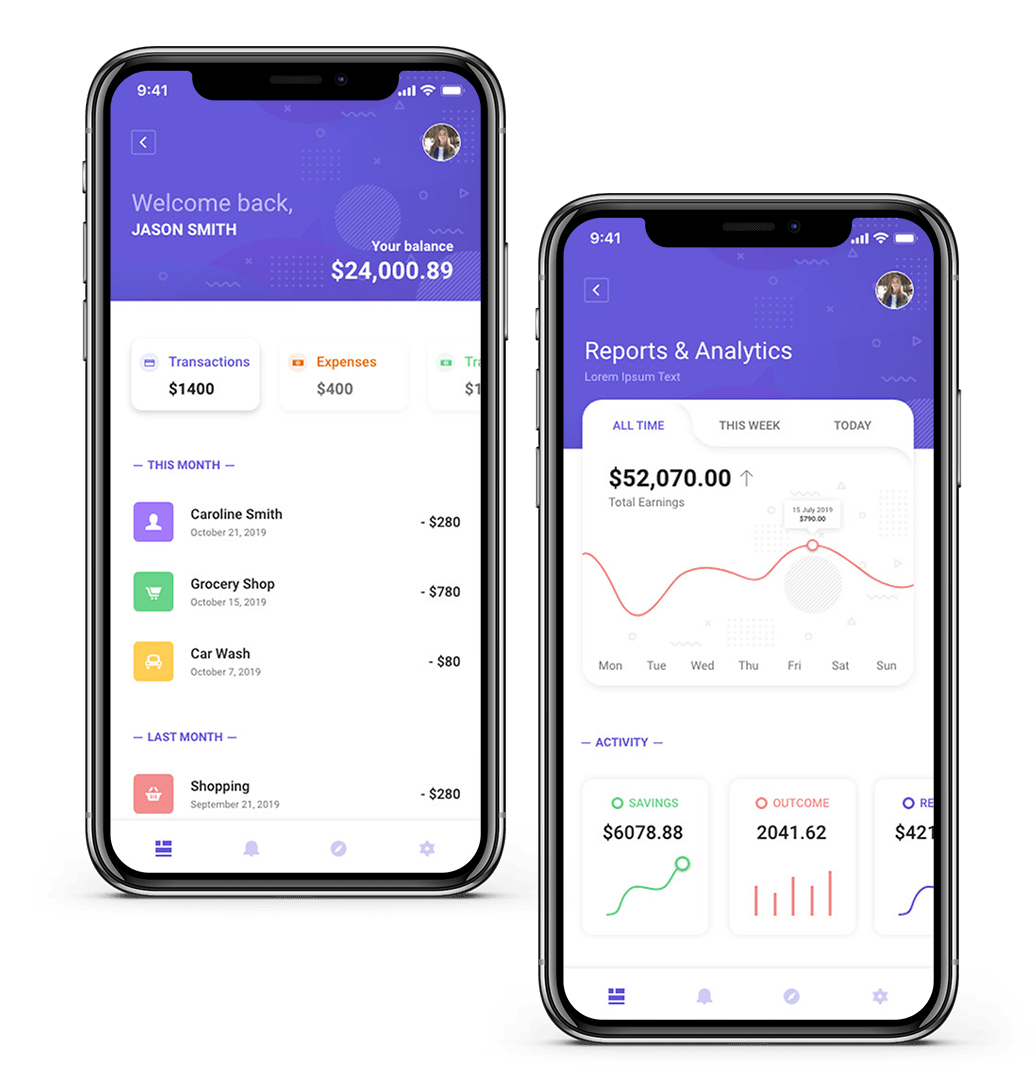 9:41
Welcome back,
JASON SMITH
Your balance
$24,000.89
Transactions
$1400
Expenses
$400
— THIS MONTH —
Caroline Smith
October 21, 2019
- $280
Grocery Shop
October 15, 2019
- $780
Car Wash
October 7, 2019
- $80
— LAST MONTH —
Shopping
September 21, 2019
- $280
9:41
Reports & Analytics
Lorem Ipsum Text
ALL TIME THIS WEEK TODAY
$52,070.00
Total Earnings
15 July 2019
$790.00
Mon Tue Wed Thu Fri Sat Sun
— ACTIVITY —
SAVINGS
$6078.88
OUTCOME
2041.62